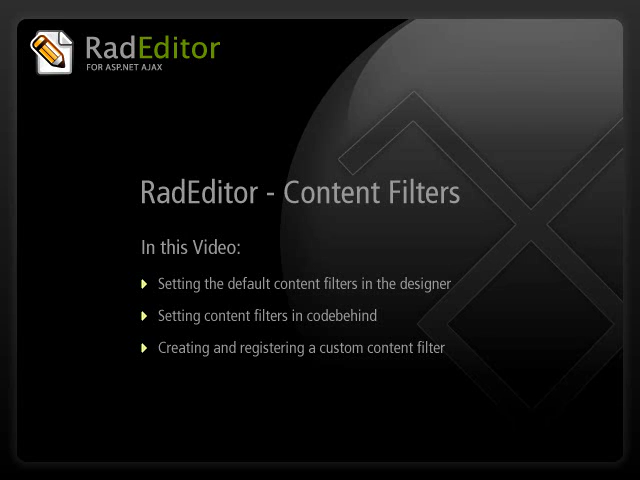 RadEditor
FOR ASP.NET AJAX
RadEditor - Content Filters
In this Video:
Setting the default content filters in the designer
Setting content filters in codebehind
Creating and registering a custom content filter